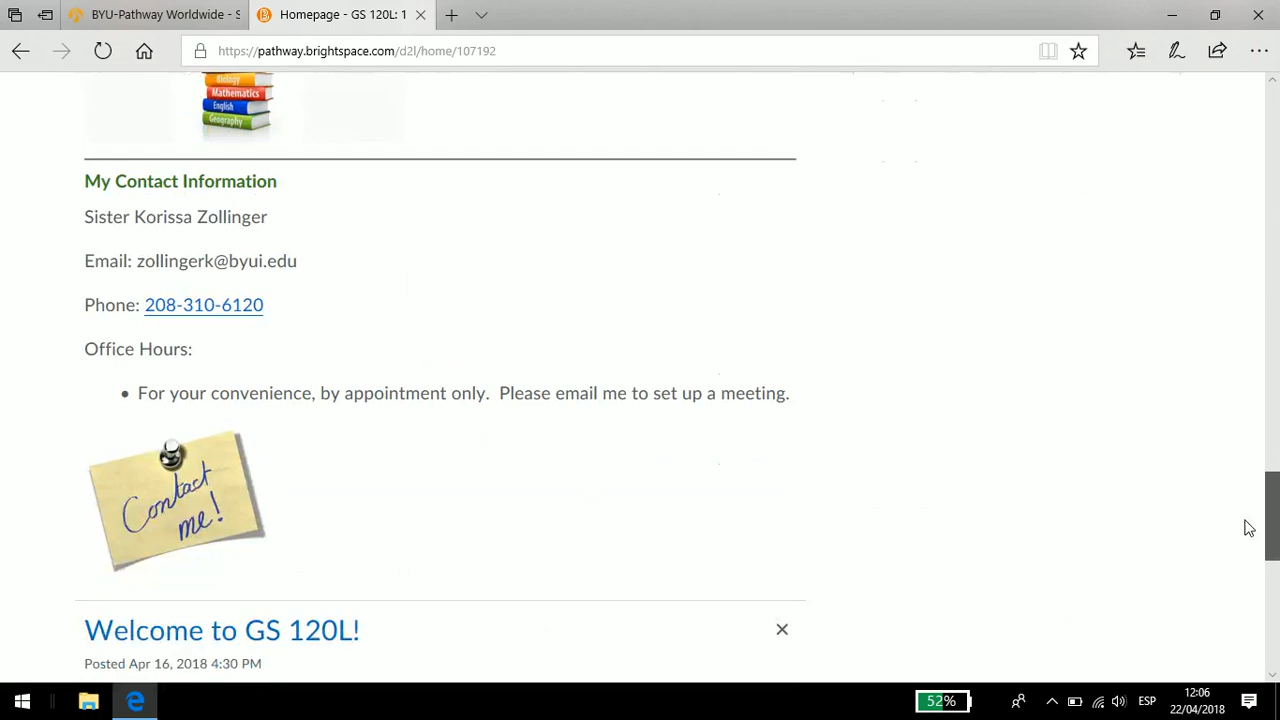 BYU-Pathway Worldwide - S
Homepage - GS 120L: 1
https://pathway.brightspace.com/d2l/home/107192
Biology
Mathematics
English
Geography
My Contact Information
Sister Korissa Zollinger
Email: zollingerk@byui.edu
Phone: 208-310-6120
Office Hours:
• For your convenience, by appointment only.  Please email me to set up a meeting.
Contact
me!
Welcome to GS 120L!
Posted Apr 16, 2018 4:30 PM
52%
ESP
12:06
22/04/2018